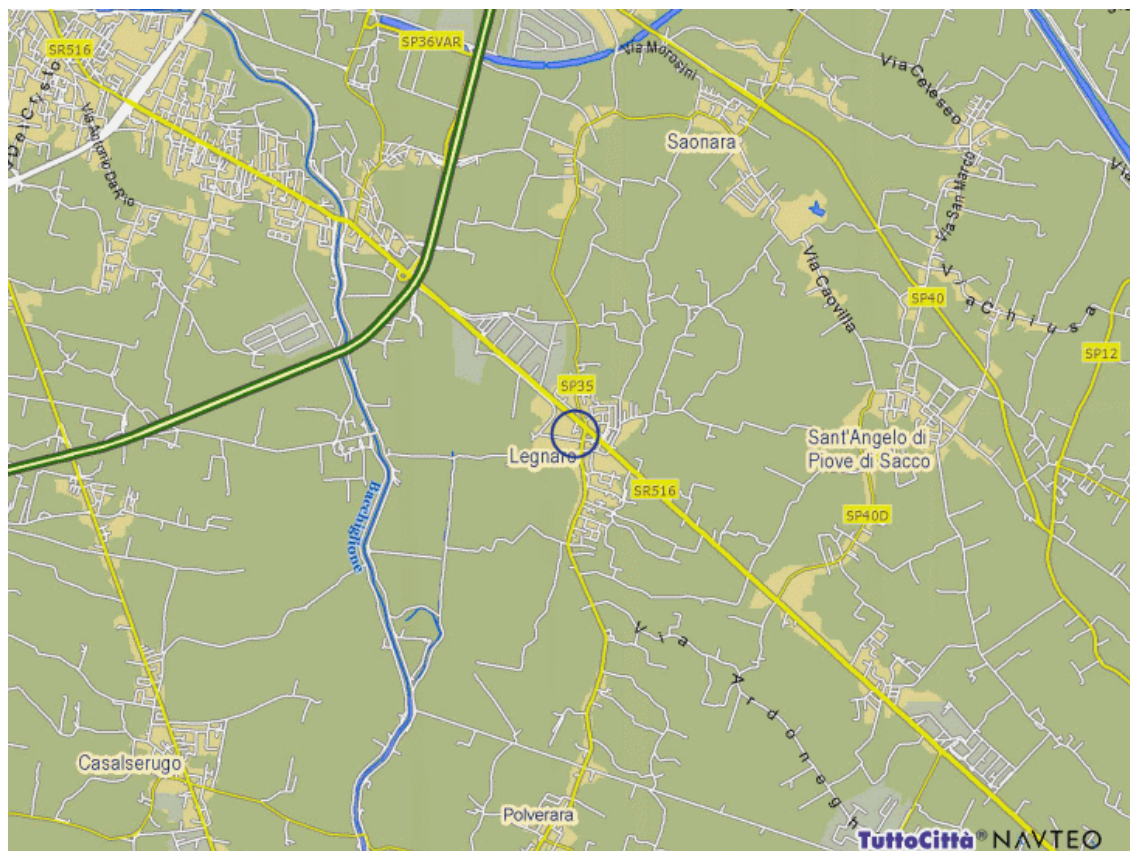 SR516
SP36VAR
Via Morosini
Via Celeseo
Via Antonio Da Rio
Saonara
Via San Marco
Via Caovilla
Via Chiusa
SP40
SP12
SP35
Legnaro
Sant'Angelo di
Piove di Sacco
SR516
SP40D
Bacchiglione
Via Ardonegh
Casalserugo
Polverara
TuttoCittà® NAVTEQ